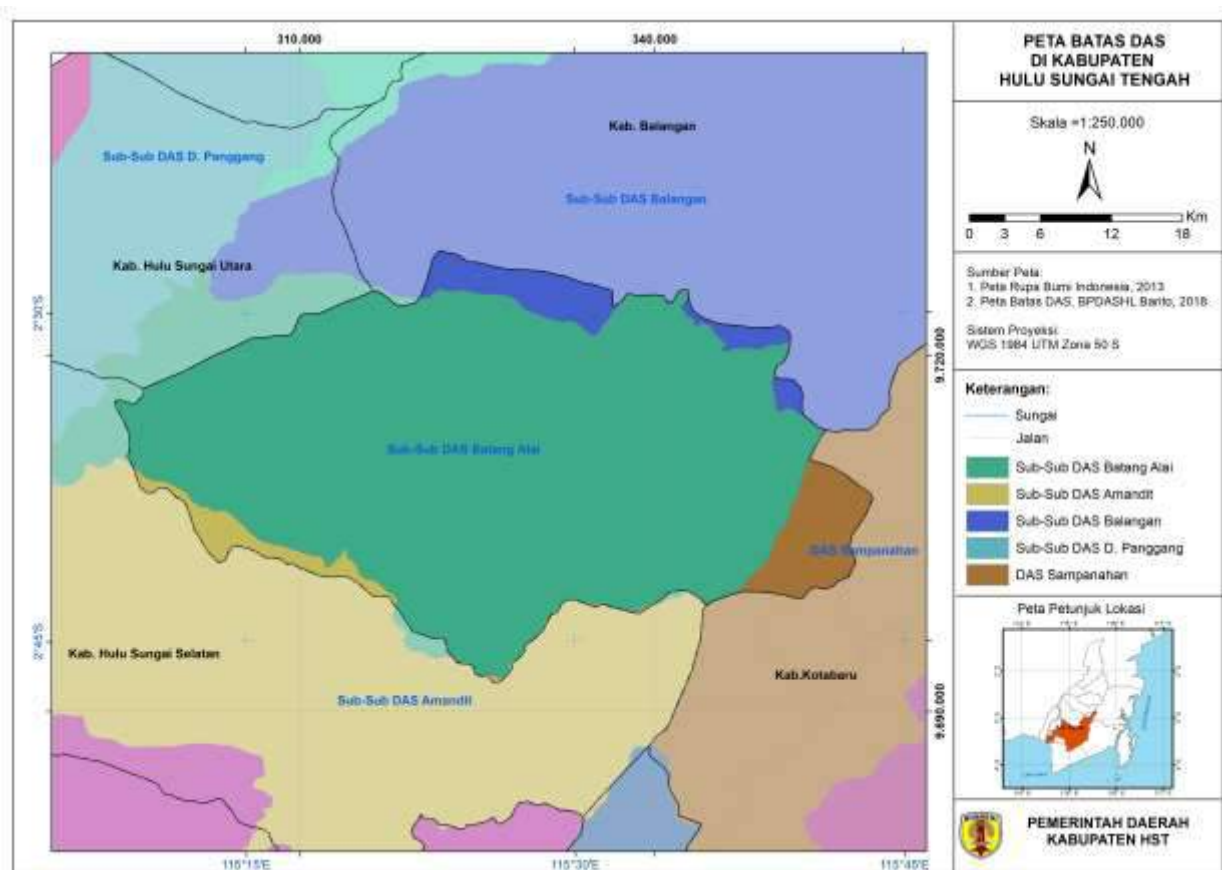 310.000
340.000
Kab. Balangan
Sub-Sub DAS D. Panggang
Sub-Sub DAS Balangan
Kab. Hulu Sungai Utara
2°30'S
9.720.000
Sub-Sub DAS Batang Alai
DAS Sampanahan
2°45'S
Kab. Hulu Sungai Selatan
Kab.Kotabaru
Sub-Sub DAS Amandit
9.690.000
115°15'E
115°30'E
115°45'E
PETA BATAS DAS
DI KABUPATEN
HULU SUNGAI TENGAH
Skala =1:250.000
N
Km
0 3 6 12 18
Sumber Peta:
1. Peta Rupa Bumi Indonesia, 2013
2. Peta Batas DAS, BPDASHL Barito, 2018
Sistem Proyeksi:
WGS 1984 UTM Zona 50 S
Keterangan:
Sungai
Jalan
Sub-Sub DAS Batang Alai
Sub-Sub DAS Amandit
Sub-Sub DAS Balangan
Sub-Sub DAS D. Panggang
DAS Sampanahan
Peta Petunjuk Lokasi
PEMERINTAH DAERAH
KABUPATEN HST